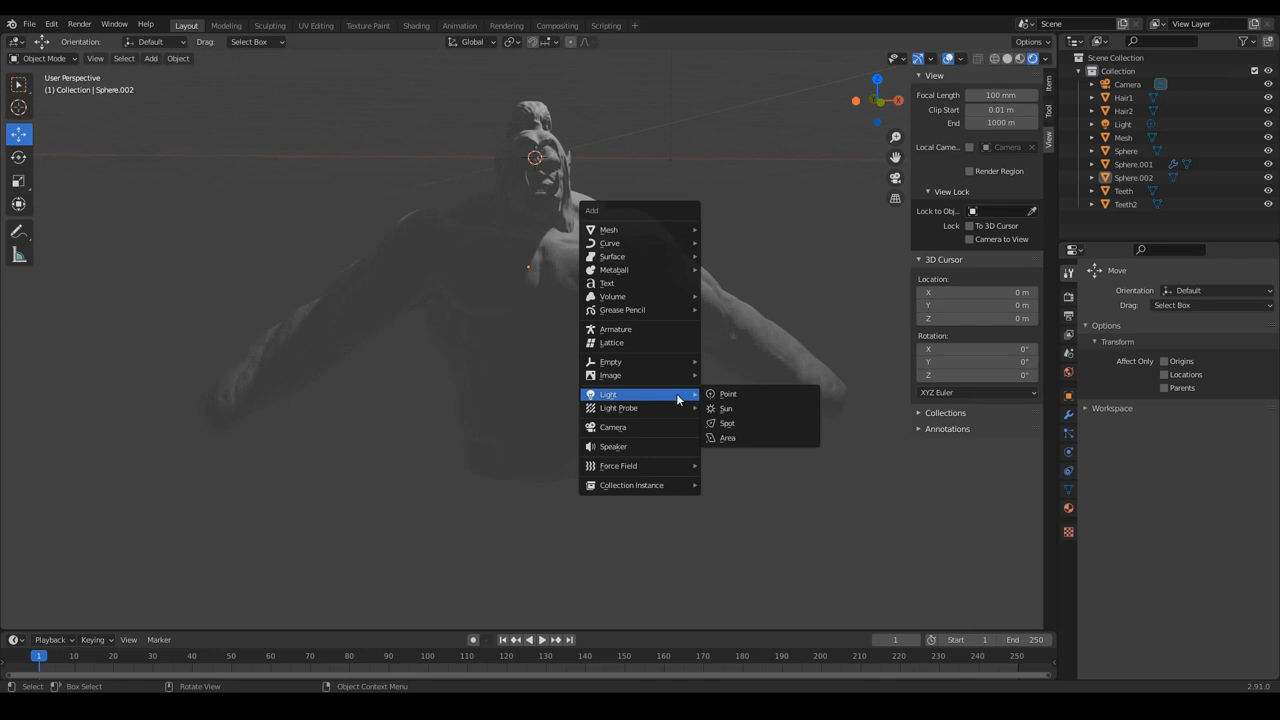 File Edit Render Window Help Layout Modeling Sculpting UV Editing Texture Paint Shading Animation Rendering Compositing Scripting + Scene View Layer
Orientation: Default Drag: Select Box Global Options
Object Mode View Select Add Object
User Perspective
(1) Collection | Sphere.002
Add
Mesh
Curve
Surface
Metaball
Text
Volume
Grease Pencil
Armature
Lattice
Empty
Image
Light
Light Probe
Camera
Speaker
Force Field
Collection Instance
Point
Sun
Spot
Area
Z
X
View
Focal Length 100 mm
Clip Start 0.01 m
End 1000 m
Local Came.. Camera
Render Region
View Lock
Lock to Obj..
Lock To 3D Cursor
Camera to View
3D Cursor
Location:
X 0 m
Y 0 m
Z 0 m
Rotation:
X 0°
Y 0°
Z 0°
XYZ Euler
Collections
Annotations
Item
Tool
View
Scene Collection
Collection
Camera
Hair1
Hair2
Light
Mesh
Sphere
Sphere.001
Sphere.002
Teeth
Teeth2
Move
Orientation Default
Drag: Select Box
Options
Transform
Affect Only Origins
Locations
Parents
Workspace
Playback Keying View Marker 1 Start 1 End 250
1 10 20 30 40 50 60 70 80 90 100 110 120 130 140 150 160 170 180 190 200 210 220 230 240 250
Select Box Select Rotate View Object Context Menu 2.91.0